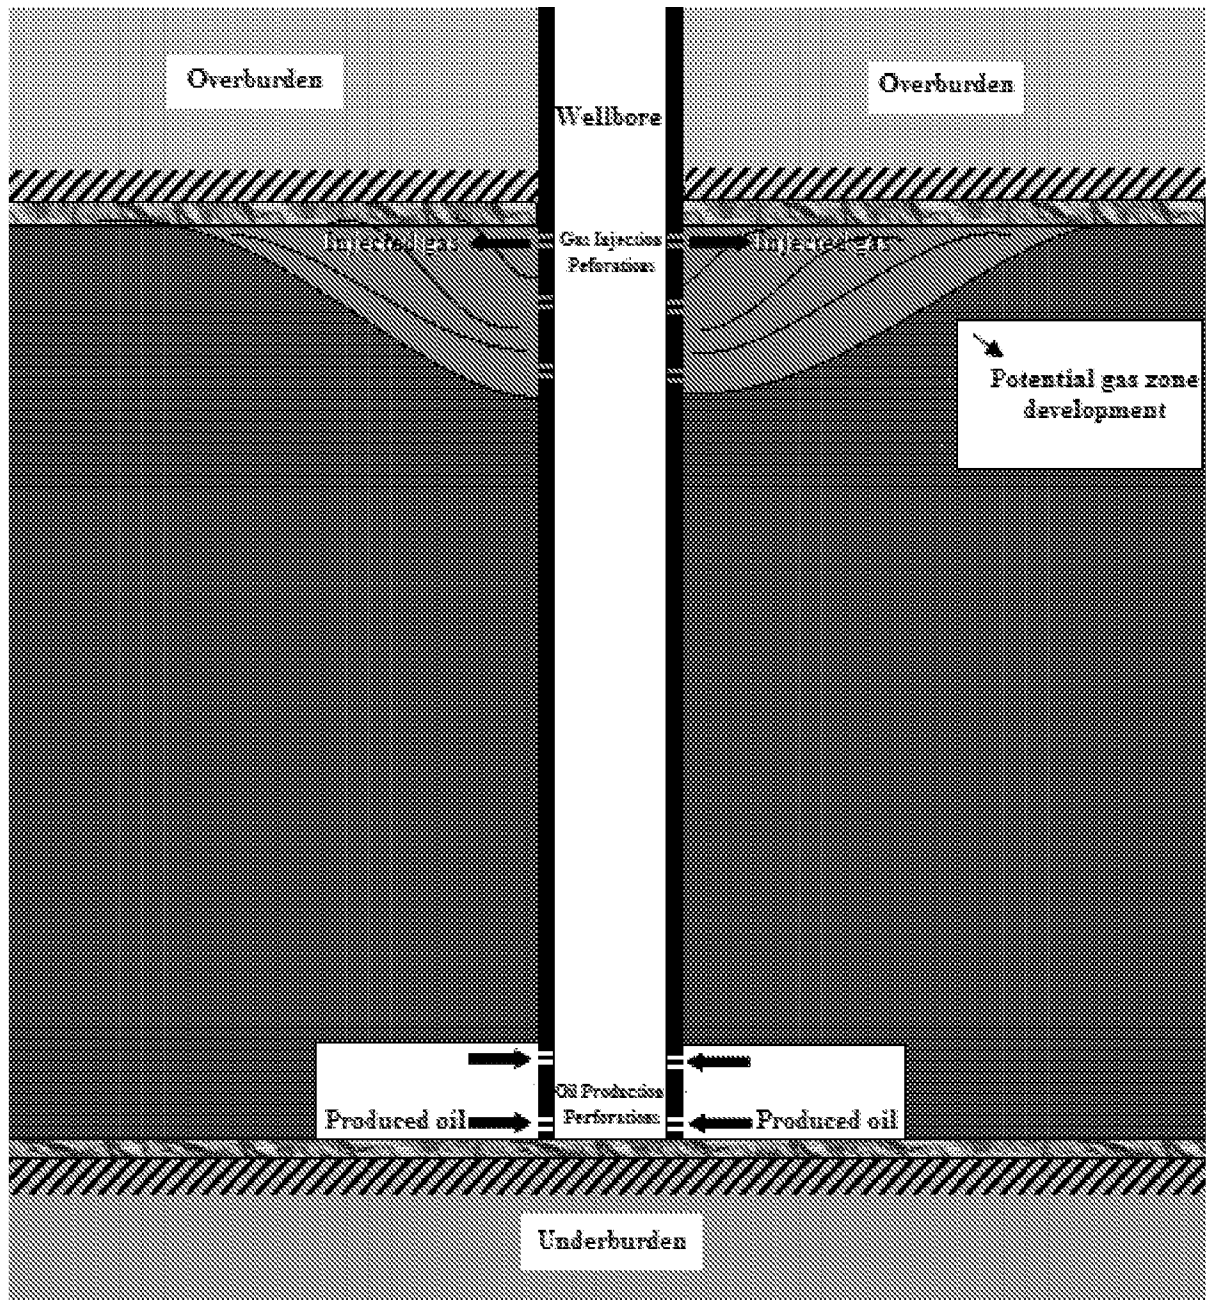 Overburden
Overburden
Wellbore
Injected gas
Gas Injection
Peforations
Injected gas
Potential gas zone
development
Oil Production
Perforations
Produced oil
Produced oil
Underburden